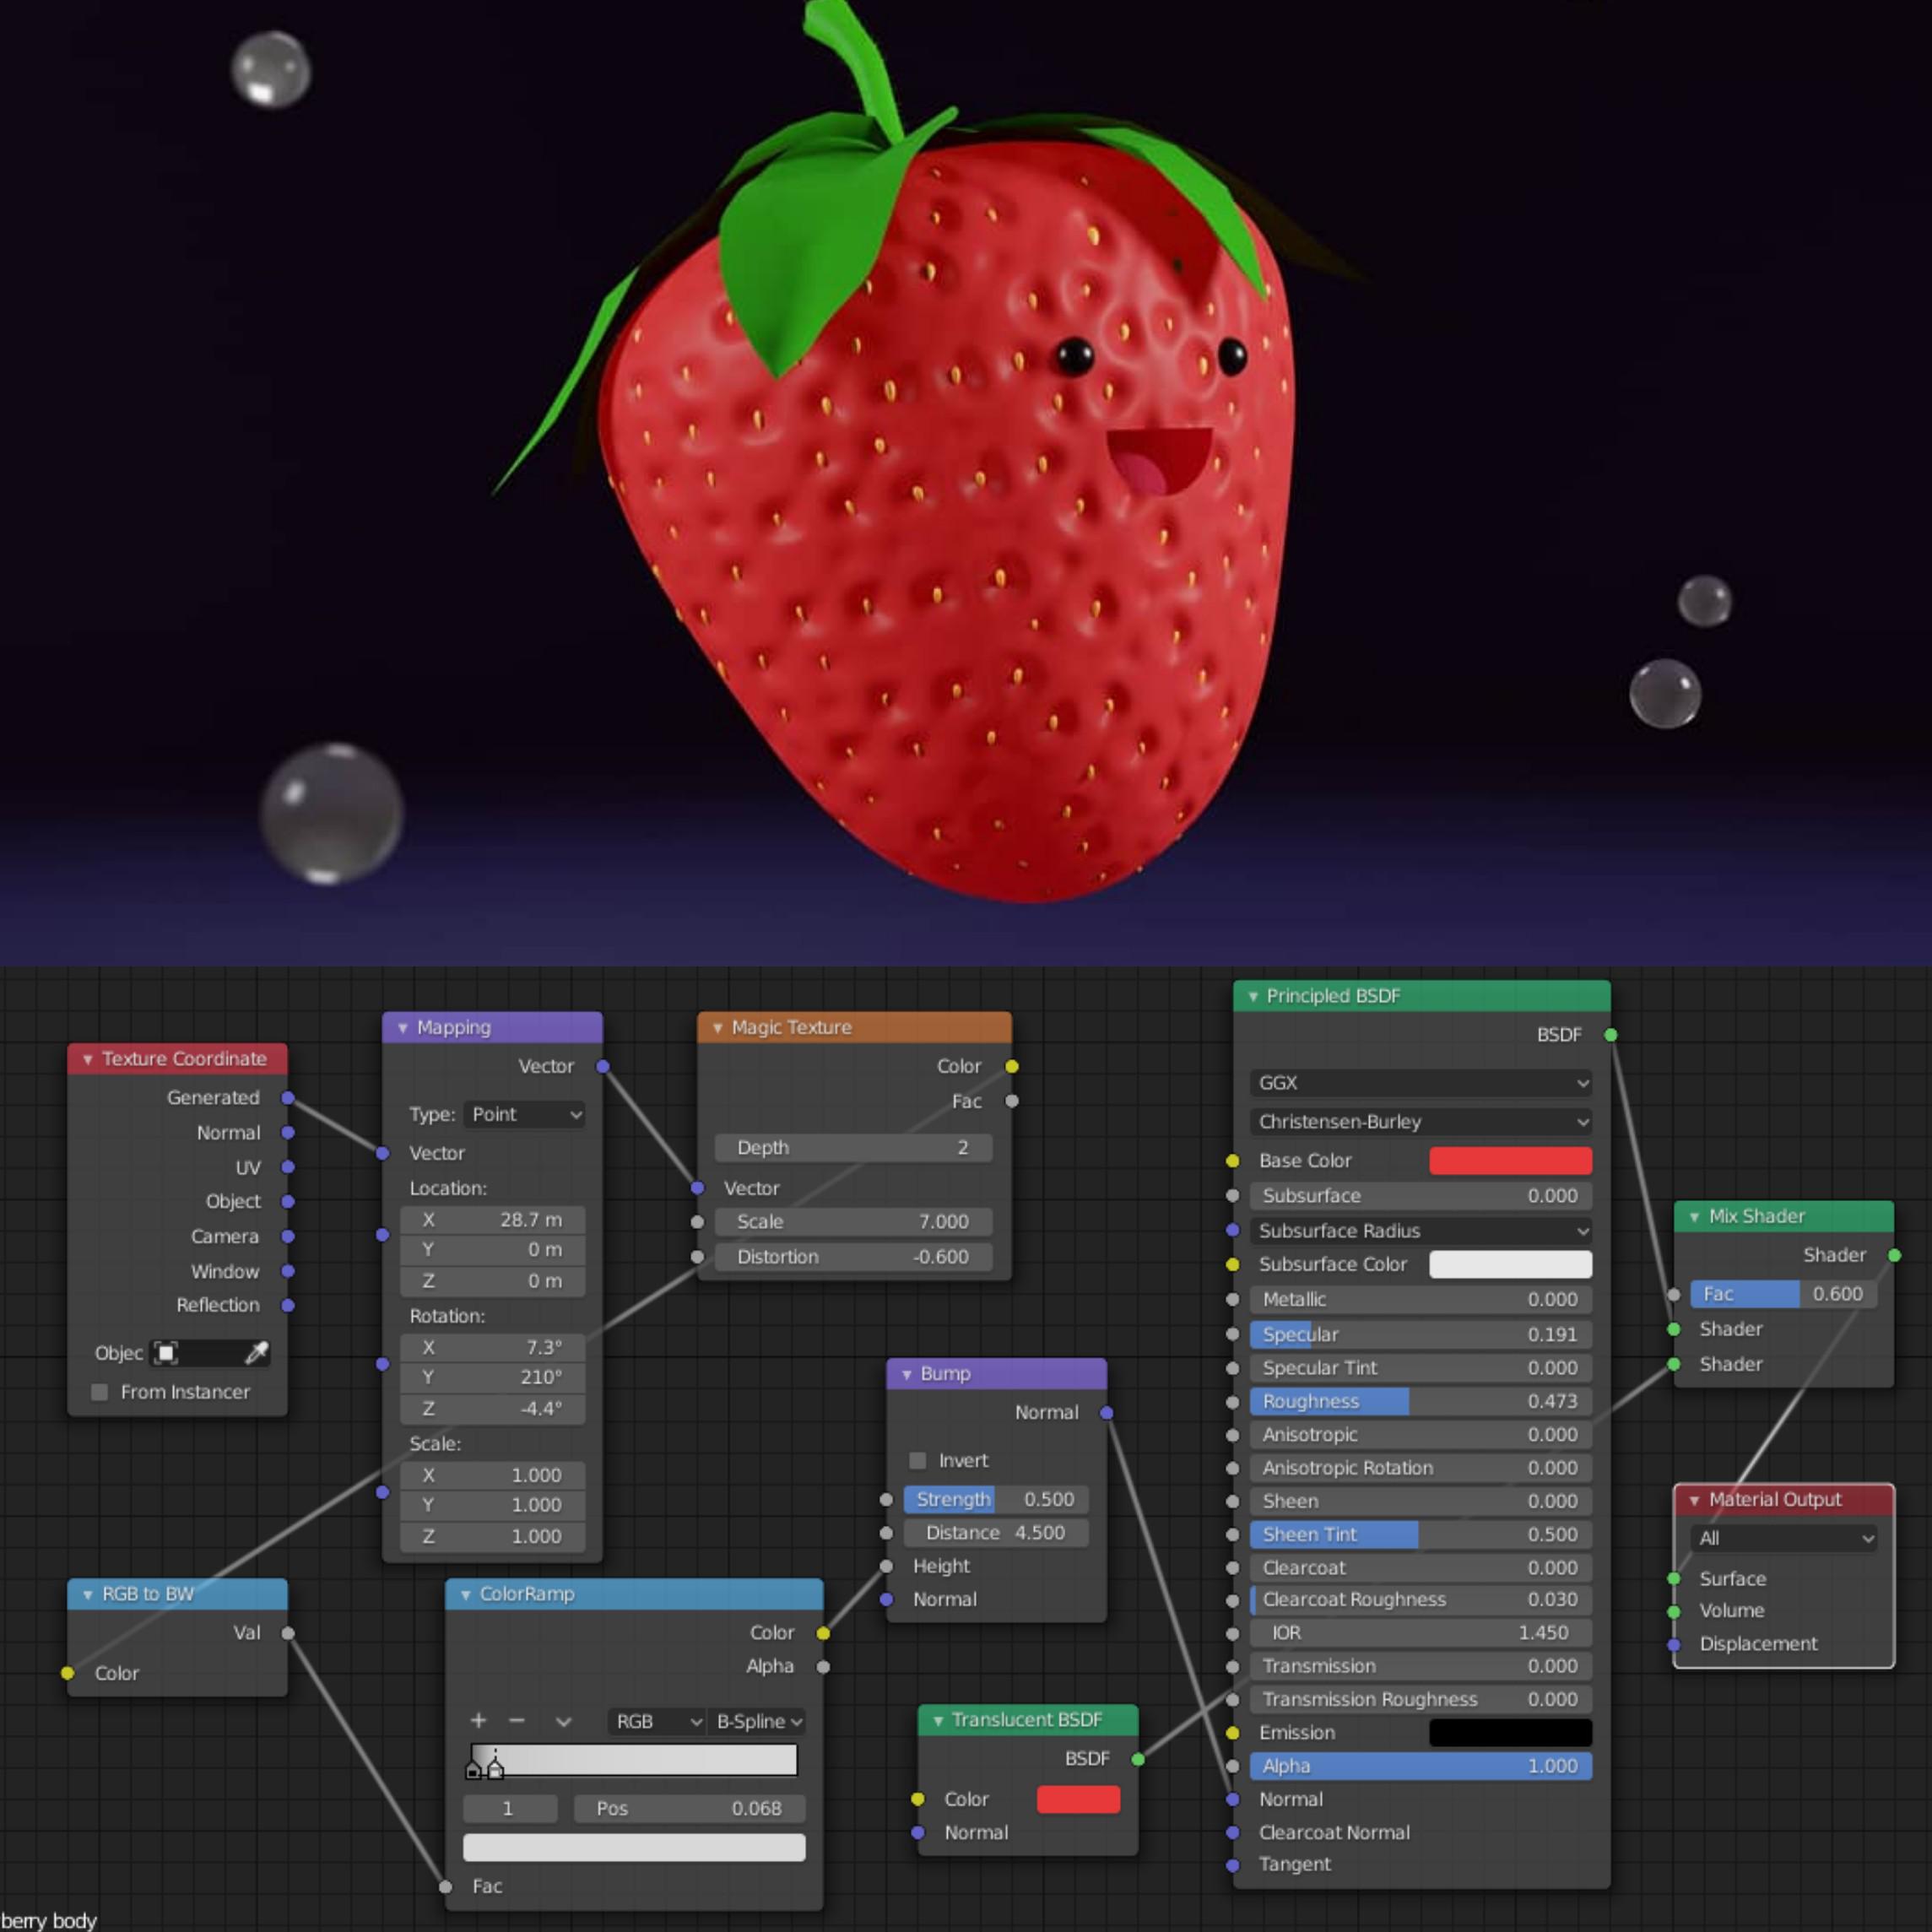 Texture Coordinate
Generated
Normal
UV
Object
Camera
Window
Reflection
Objec
From Instancer
Mapping
Vector
Type: Point
Vector
Location:
X 28.7 m
Y 0 m
Z 0 m
Rotation:
X 7.3°
Y 210°
Z -4.4°
Scale:
X 1.000
Y 1.000
Z 1.000
Magic Texture
Color
Fac
Depth 2
Vector
Scale 7.000
Distortion -0.600
RGB to BW
Val
Color
ColorRamp
Color
Alpha
+ − RGB B-Spline
1 Pos 0.068
Fac
Bump
Normal
Invert
Strength 0.500
Distance 4.500
Height
Normal
Translucent BSDF
BSDF
Color
Normal
Principled BSDF
BSDF
GGX
Christensen-Burley
Base Color
Subsurface 0.000
Subsurface Radius
Subsurface Color
Metallic 0.000
Specular 0.191
Specular Tint 0.000
Roughness 0.473
Anisotropic 0.000
Anisotropic Rotation 0.000
Sheen 0.000
Sheen Tint 0.500
Clearcoat 0.000
Clearcoat Roughness 0.030
IOR 1.450
Transmission 0.000
Transmission Roughness 0.000
Emission
Alpha 1.000
Normal
Clearcoat Normal
Tangent
Mix Shader
Shader
Fac 0.600
Shader
Shader
Material Output
All
Surface
Volume
Displacement
berry body